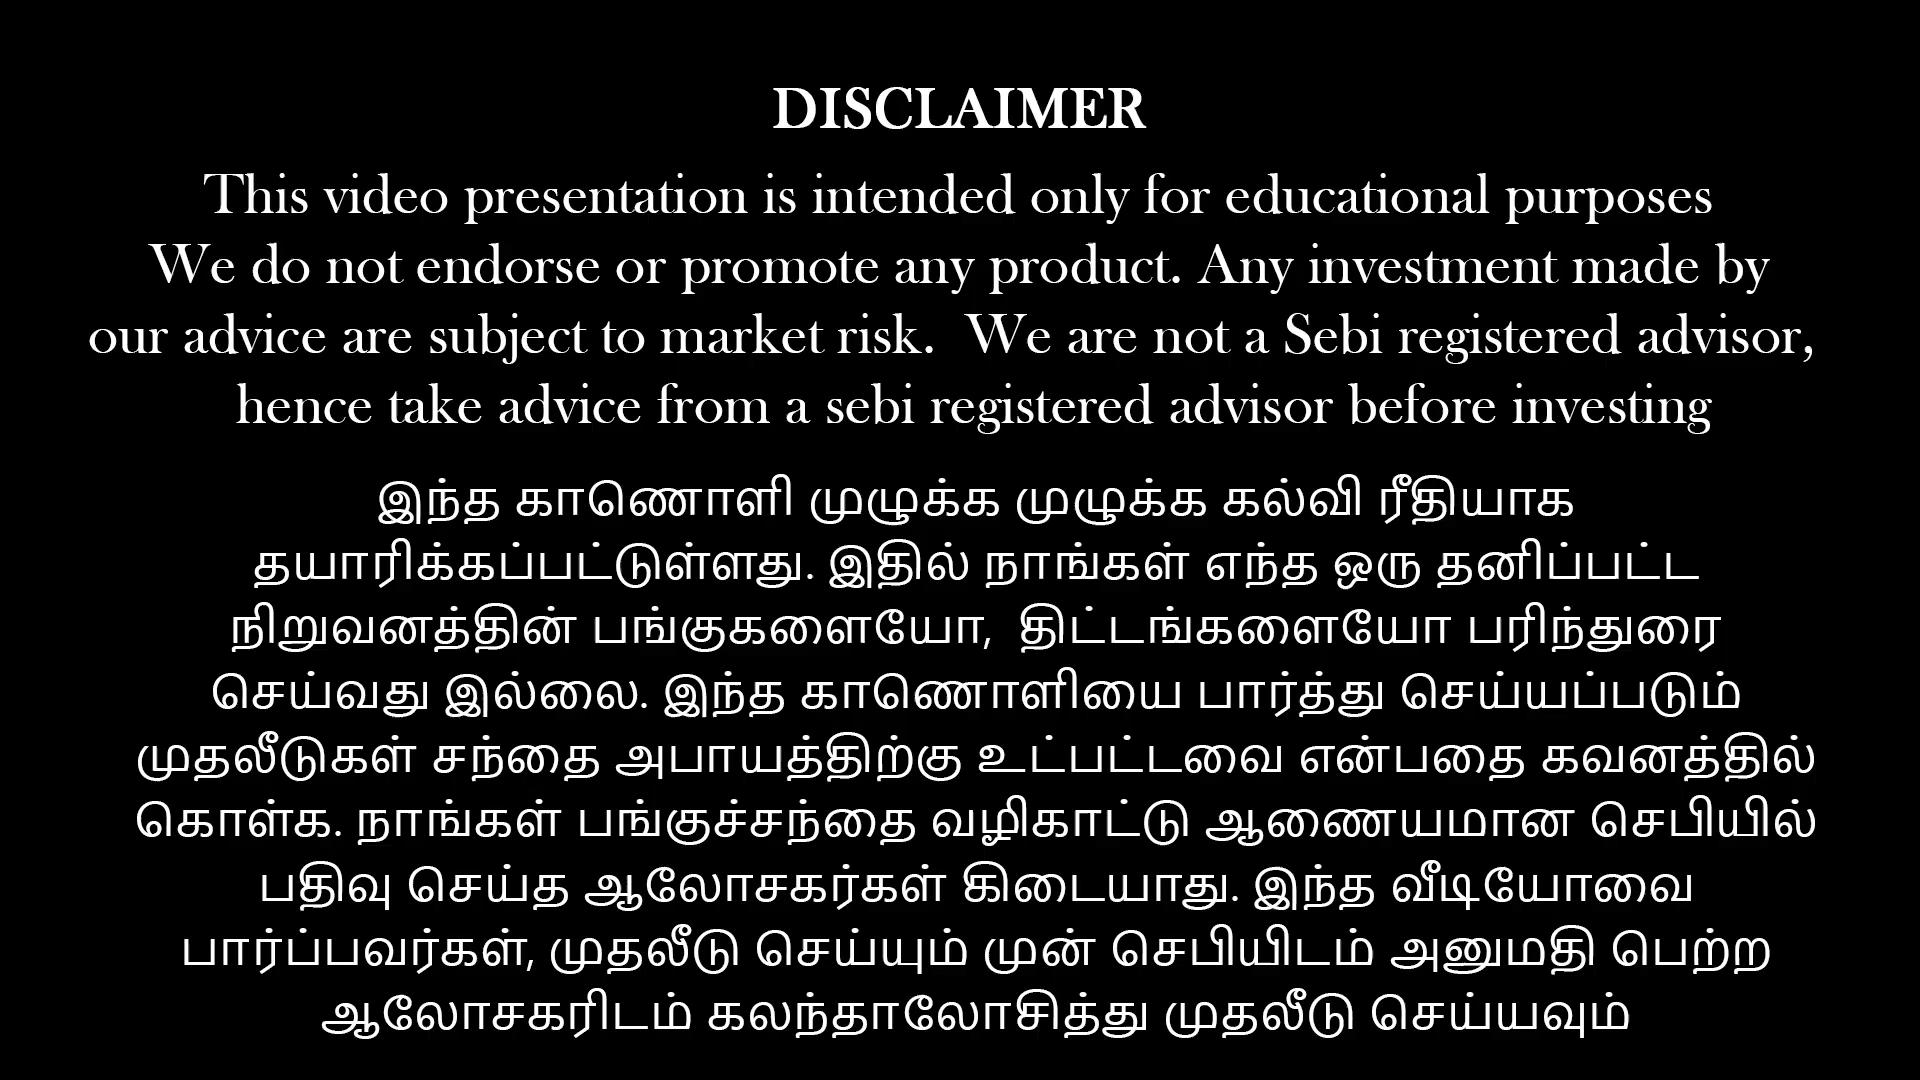 DISCLAIMER
This video presentation is intended only for educational purposes
We do not endorse or promote any product. Any investment made by
our advice are subject to market risk.  We are not a Sebi registered advisor,
hence take advice from a sebi registered advisor before investing
இந்த காணொளி முழுக்க முழுக்க கல்வி ரீதியாக
தயாரிக்கப்பட்டுள்ளது. இதில் நாங்கள் எந்த ஒரு தனிப்பட்ட
நிறுவனத்தின் பங்குகளையோ,  திட்டங்களையோ பரிந்துரை
செய்வது இல்லை. இந்த காணொளியை பார்த்து செய்யப்படும்
முதலீடுகள் சந்தை அபாயத்திற்கு உட்பட்டவை என்பதை கவனத்தில்
கொள்க. நாங்கள் பங்குச்சந்தை வழிகாட்டு ஆணையமான செபியில்
பதிவு செய்த ஆலோசகர்கள் கிடையாது. இந்த வீடியோவை
பார்ப்பவர்கள், முதலீடு செய்யும் முன் செபியிடம் அனுமதி பெற்ற
ஆலோசகரிடம் கலந்தாலோசித்து முதலீடு செய்யவும்